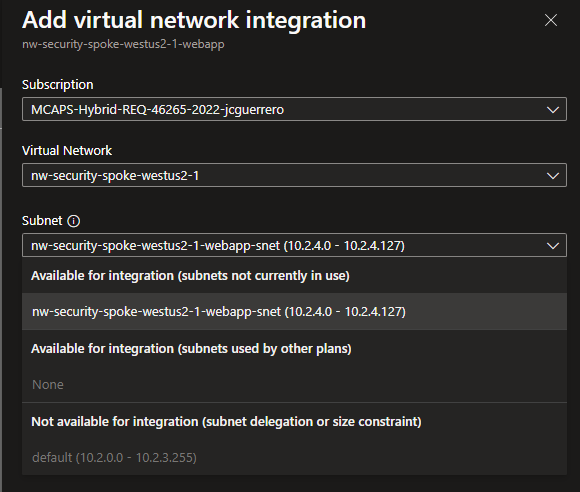 Add virtual network integration
nw-security-spoke-westus2-1-webapp
Subscription
MCAPS-Hybrid-REQ-46265-2022-jcguerrero
Virtual Network
nw-security-spoke-westus2-1
Subnet
nw-security-spoke-westus2-1-webapp-snet (10.2.4.0 - 10.2.4.127)
Available for integration (subnets not currently in use)
nw-security-spoke-westus2-1-webapp-snet (10.2.4.0 - 10.2.4.127)
Available for integration (subnets used by other plans)
None
Not available for integration (subnet delegation or size constraint)
default (10.2.0.0 - 10.2.3.255)